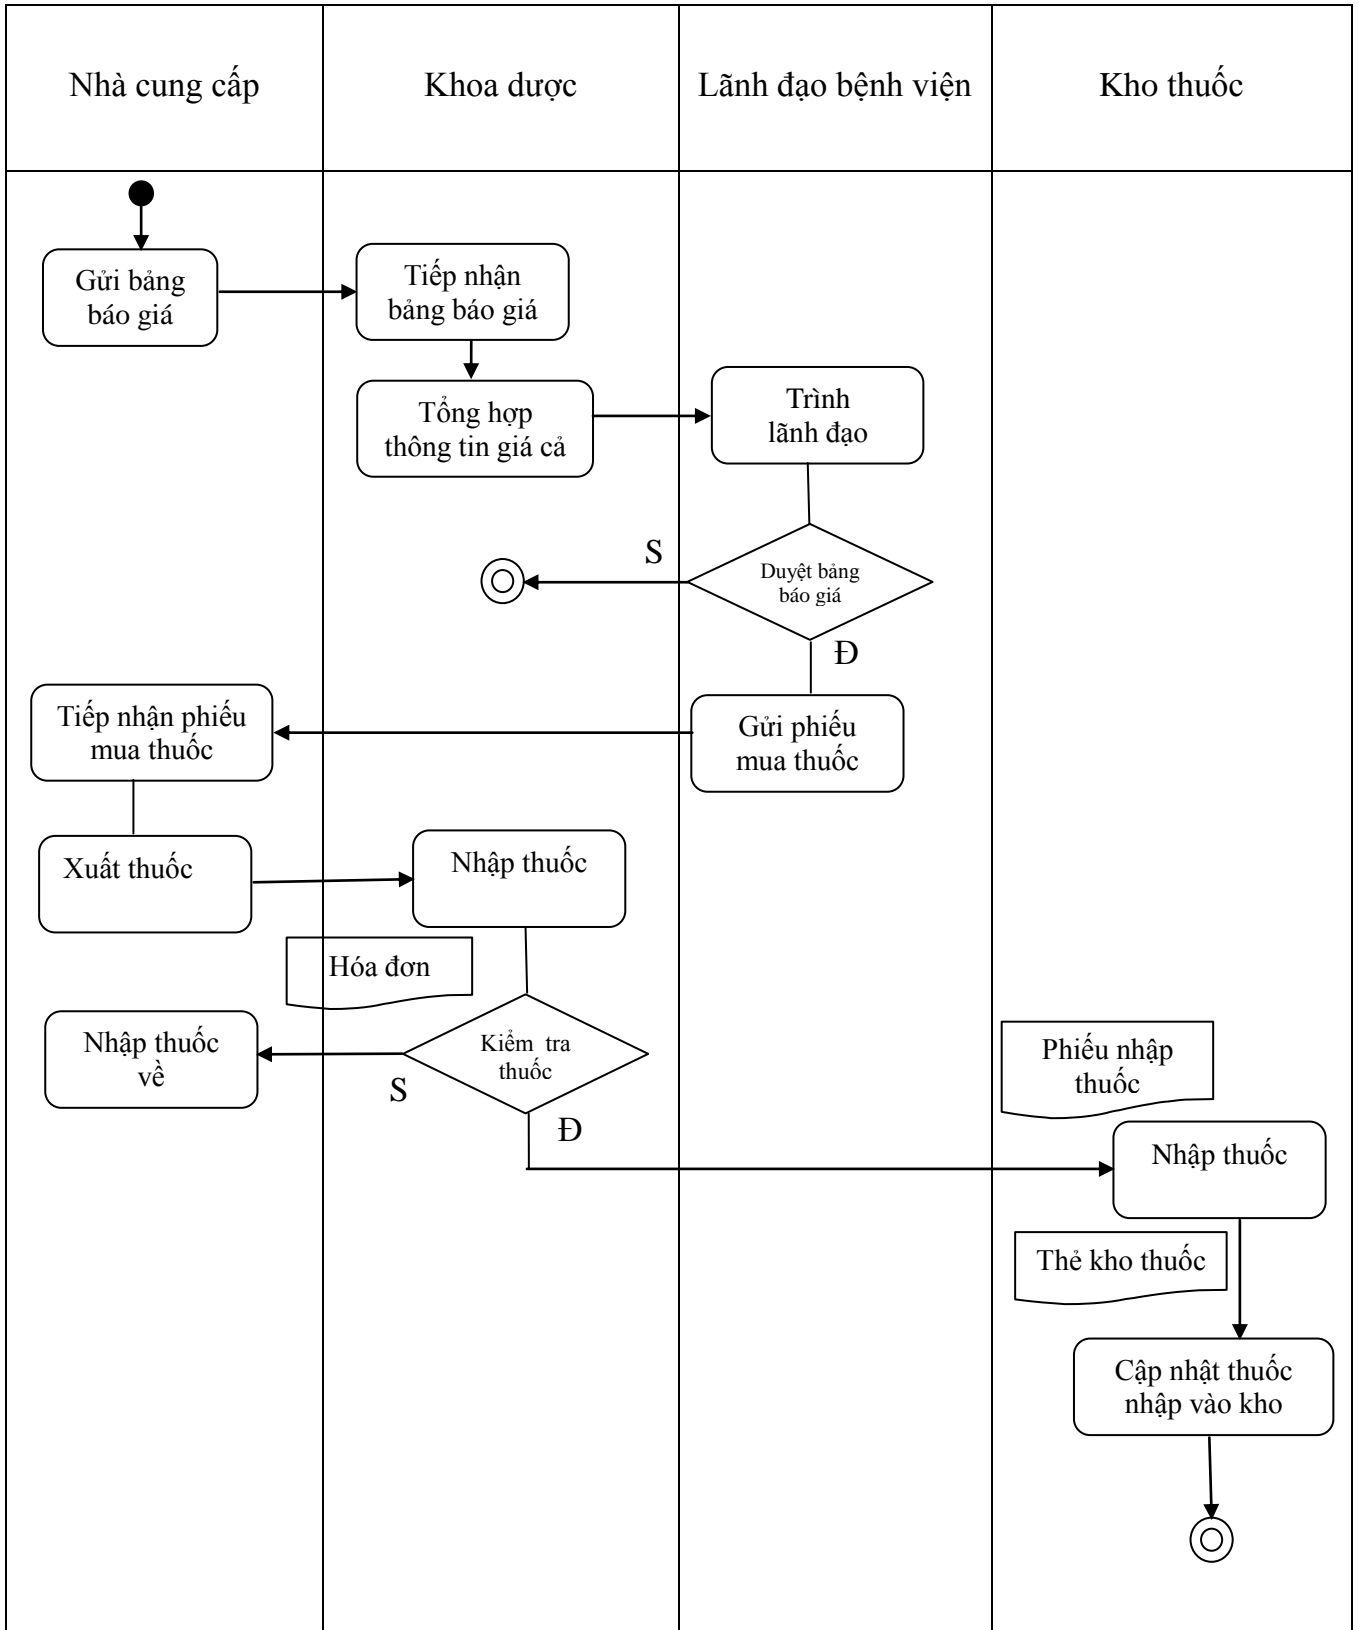 Nhà cung cấp
Khoa dược
Lãnh đạo bệnh viện
Kho thuốc
Gửi bảng
báo giá
Tiếp nhận
bảng báo giá
Tổng hợp
thông tin giá cả
Trình
lãnh đạo
S
Duyệt bảng
báo giá
Đ
Tiếp nhận phiếu
mua thuốc
Gửi phiếu
mua thuốc
Xuất thuốc
Nhập thuốc
Hóa đơn
Nhập thuốc
về
Kiểm tra
thuốc
S
Đ
Phiếu nhập
thuốc
Nhập thuốc
Thẻ kho thuốc
Cập nhật thuốc
nhập vào kho